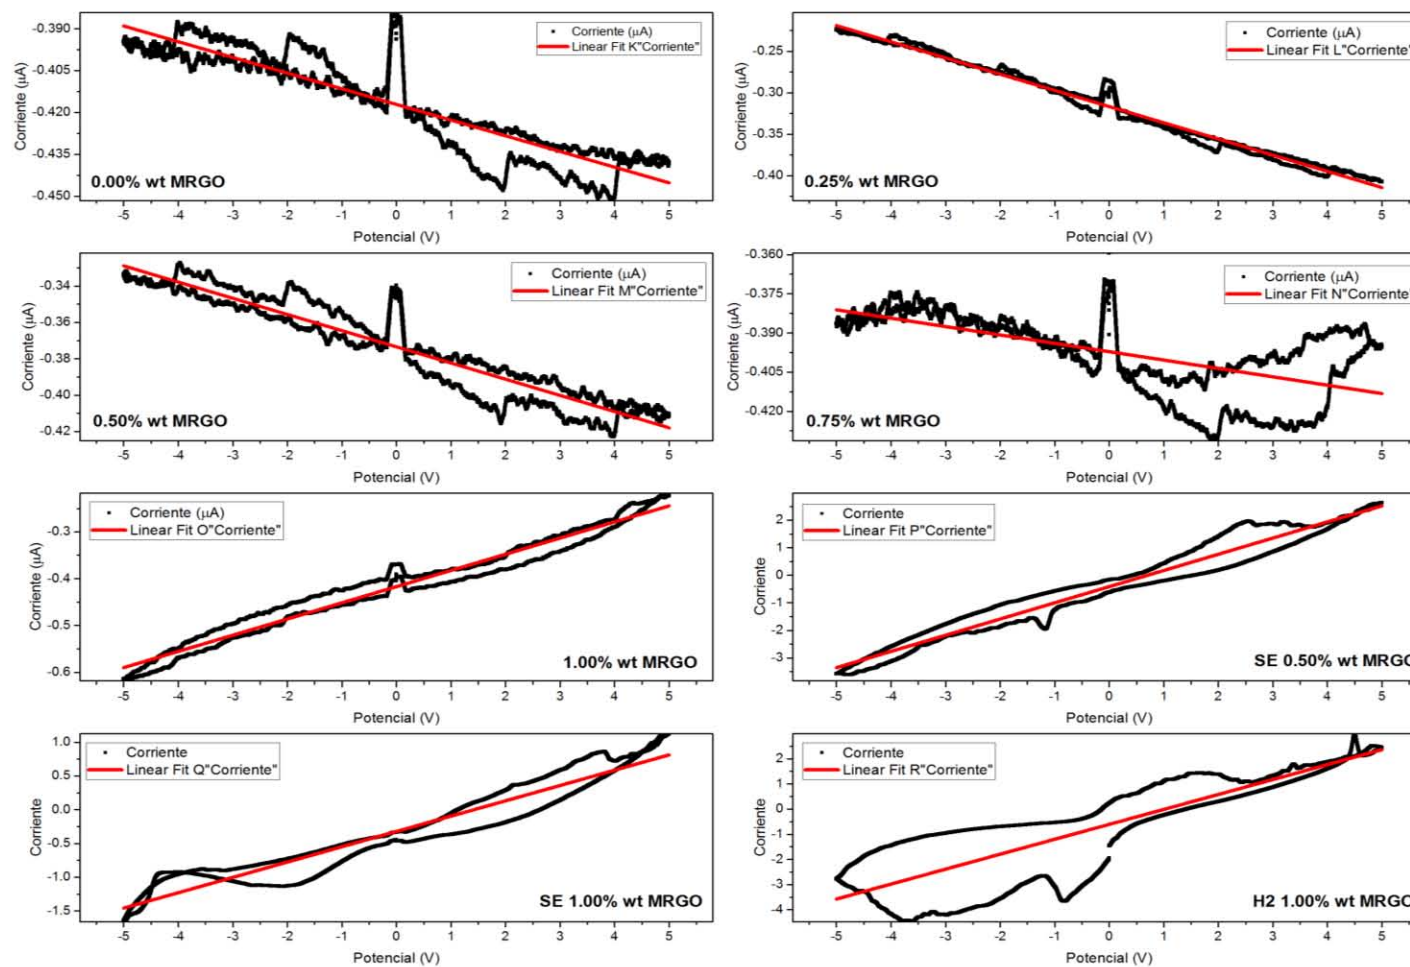 Corriente (µA)
-0.390
-0.405
-0.420
-0.435
-0.450
Corriente (µA)
Linear Fit K"Corriente"
0.00% wt MRGO
-5 -4 -3 -2 -1 0 1 2 3 4 5
Potencial (V)
Corriente (µA)
-0.25
-0.30
-0.35
-0.40
Corriente (µA)
Linear Fit L"Corriente"
0.25% wt MRGO
-5 -4 -3 -2 -1 0 1 2 3 4 5
Potencial (V)
Corriente (µA)
-0.34
-0.36
-0.38
-0.40
-0.42
Corriente (µA)
Linear Fit M"Corriente"
0.50% wt MRGO
-5 -4 -3 -2 -1 0 1 2 3 4 5
Potencial (V)
Corriente (µA)
-0.360
-0.375
-0.390
-0.405
-0.420
Corriente (µA)
Linear Fit N"Corriente"
0.75% wt MRGO
-5 -4 -3 -2 -1 0 1 2 3 4 5
Potencial (V)
Corriente (µA)
-0.3
-0.4
-0.5
-0.6
Corriente (µA)
Linear Fit O"Corriente"
1.00% wt MRGO
-5 -4 -3 -2 -1 0 1 2 3 4 5
Potencial (V)
Corriente
2
1
0
-1
-2
-3
Corriente
Linear Fit P"Corriente"
SE 0.50% wt MRGO
-5 -4 -3 -2 -1 0 1 2 3 4 5
Potencial (V)
Corriente
1.0
0.5
0.0
-0.5
-1.0
-1.5
Corriente
Linear Fit Q"Corriente"
SE 1.00% wt MRGO
-5 -4 -3 -2 -1 0 1 2 3 4 5
Potencial (V)
Corriente
2
1
0
-1
-2
-3
-4
Corriente
Linear Fit R"Corriente"
H2 1.00% wt MRGO
-5 -4 -3 -2 -1 0 1 2 3 4 5
Potencial (V)